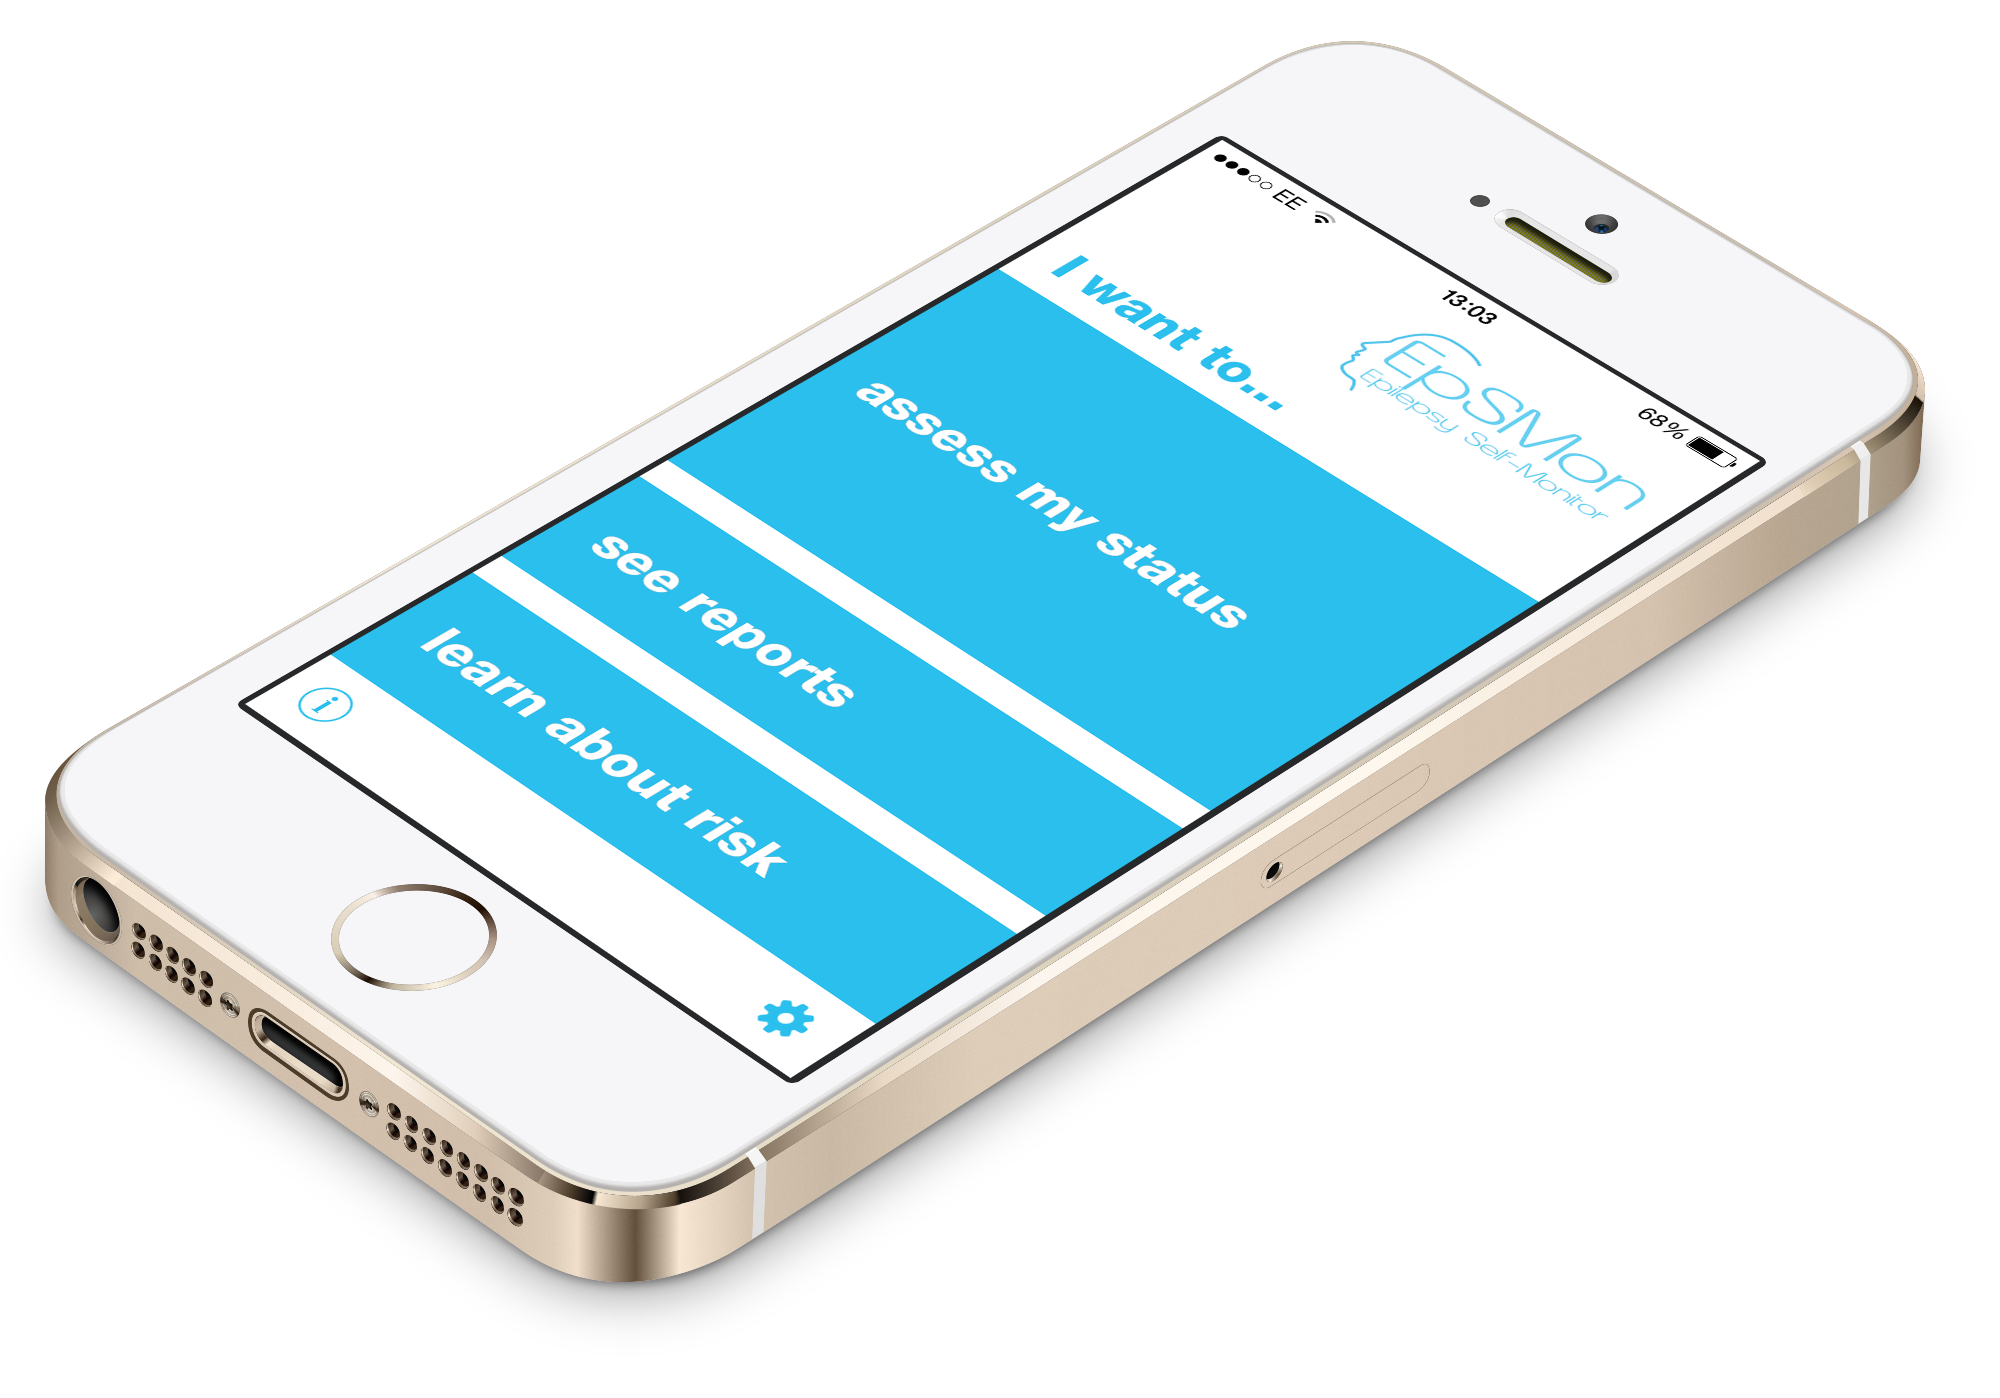 EE 13:03 68%
I want to...
EpSMon
Epilepsy Self-Monitor
assess my status
see reports
learn about risk
i